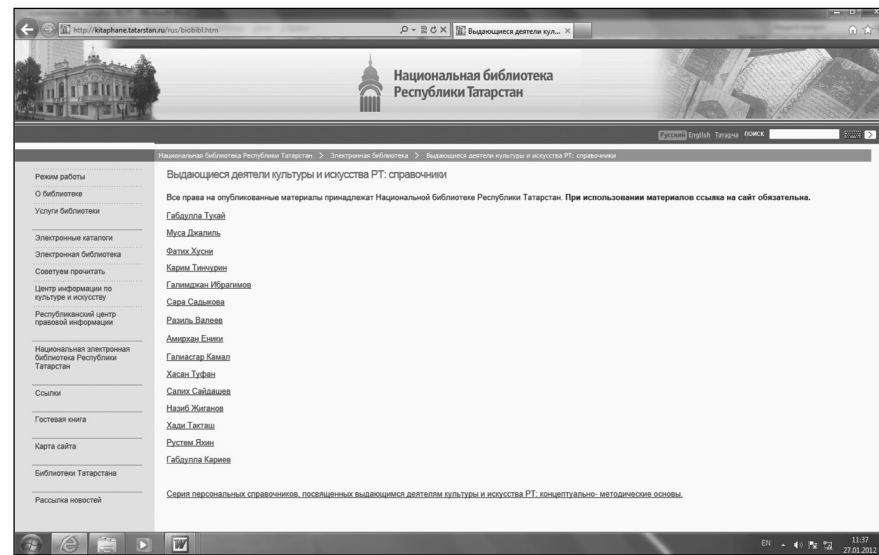 http://kitaphane.tatarstan.ru/rus/biobibl.htm
Выдающиеся деятели кул...
Национальная библиотека
Республики Татарстан
Русский English Татарча ПОИСК
Национальная библиотека Республики Татарстан > Электронная библиотека > Выдающиеся деятели культуры и искусства РТ: справочники
Режим работы
О библиотеке
Услуги библиотеки
Электронные каталоги
Электронная библиотека
Советуем прочитать
Центр информации по
культуре и искусству
Республиканский центр
правовой информации
Национальная электронная
библиотека Республики
Татарстан
Ссылки
Гостевая книга
Карта сайта
Библиотеки Татарстана
Рассылка новостей
Выдающиеся деятели культуры и искусства РТ: справочники
Все права на опубликованные материалы принадлежат Национальной библиотеке Республики Татарстан. При использовании материалов ссылка на сайт обязательна.
Габдулла Тукай
Муса Джалиль
Фатих Хусни
Карим Тинчурин
Галимджан Ибрагимов
Сара Садыкова
Разиль Валеев
Амирхан Еники
Галиасгар Камал
Хасан Туфан
Салих Сайдашев
Назиб Жиганов
Хади Такташ
Рустем Яхин
Габдулла Кариев
Серия персональных справочников, посвященных выдающимся деятелям культуры и искусства РТ: концептуально- методические основы.
EN
11:37
27.01.2012